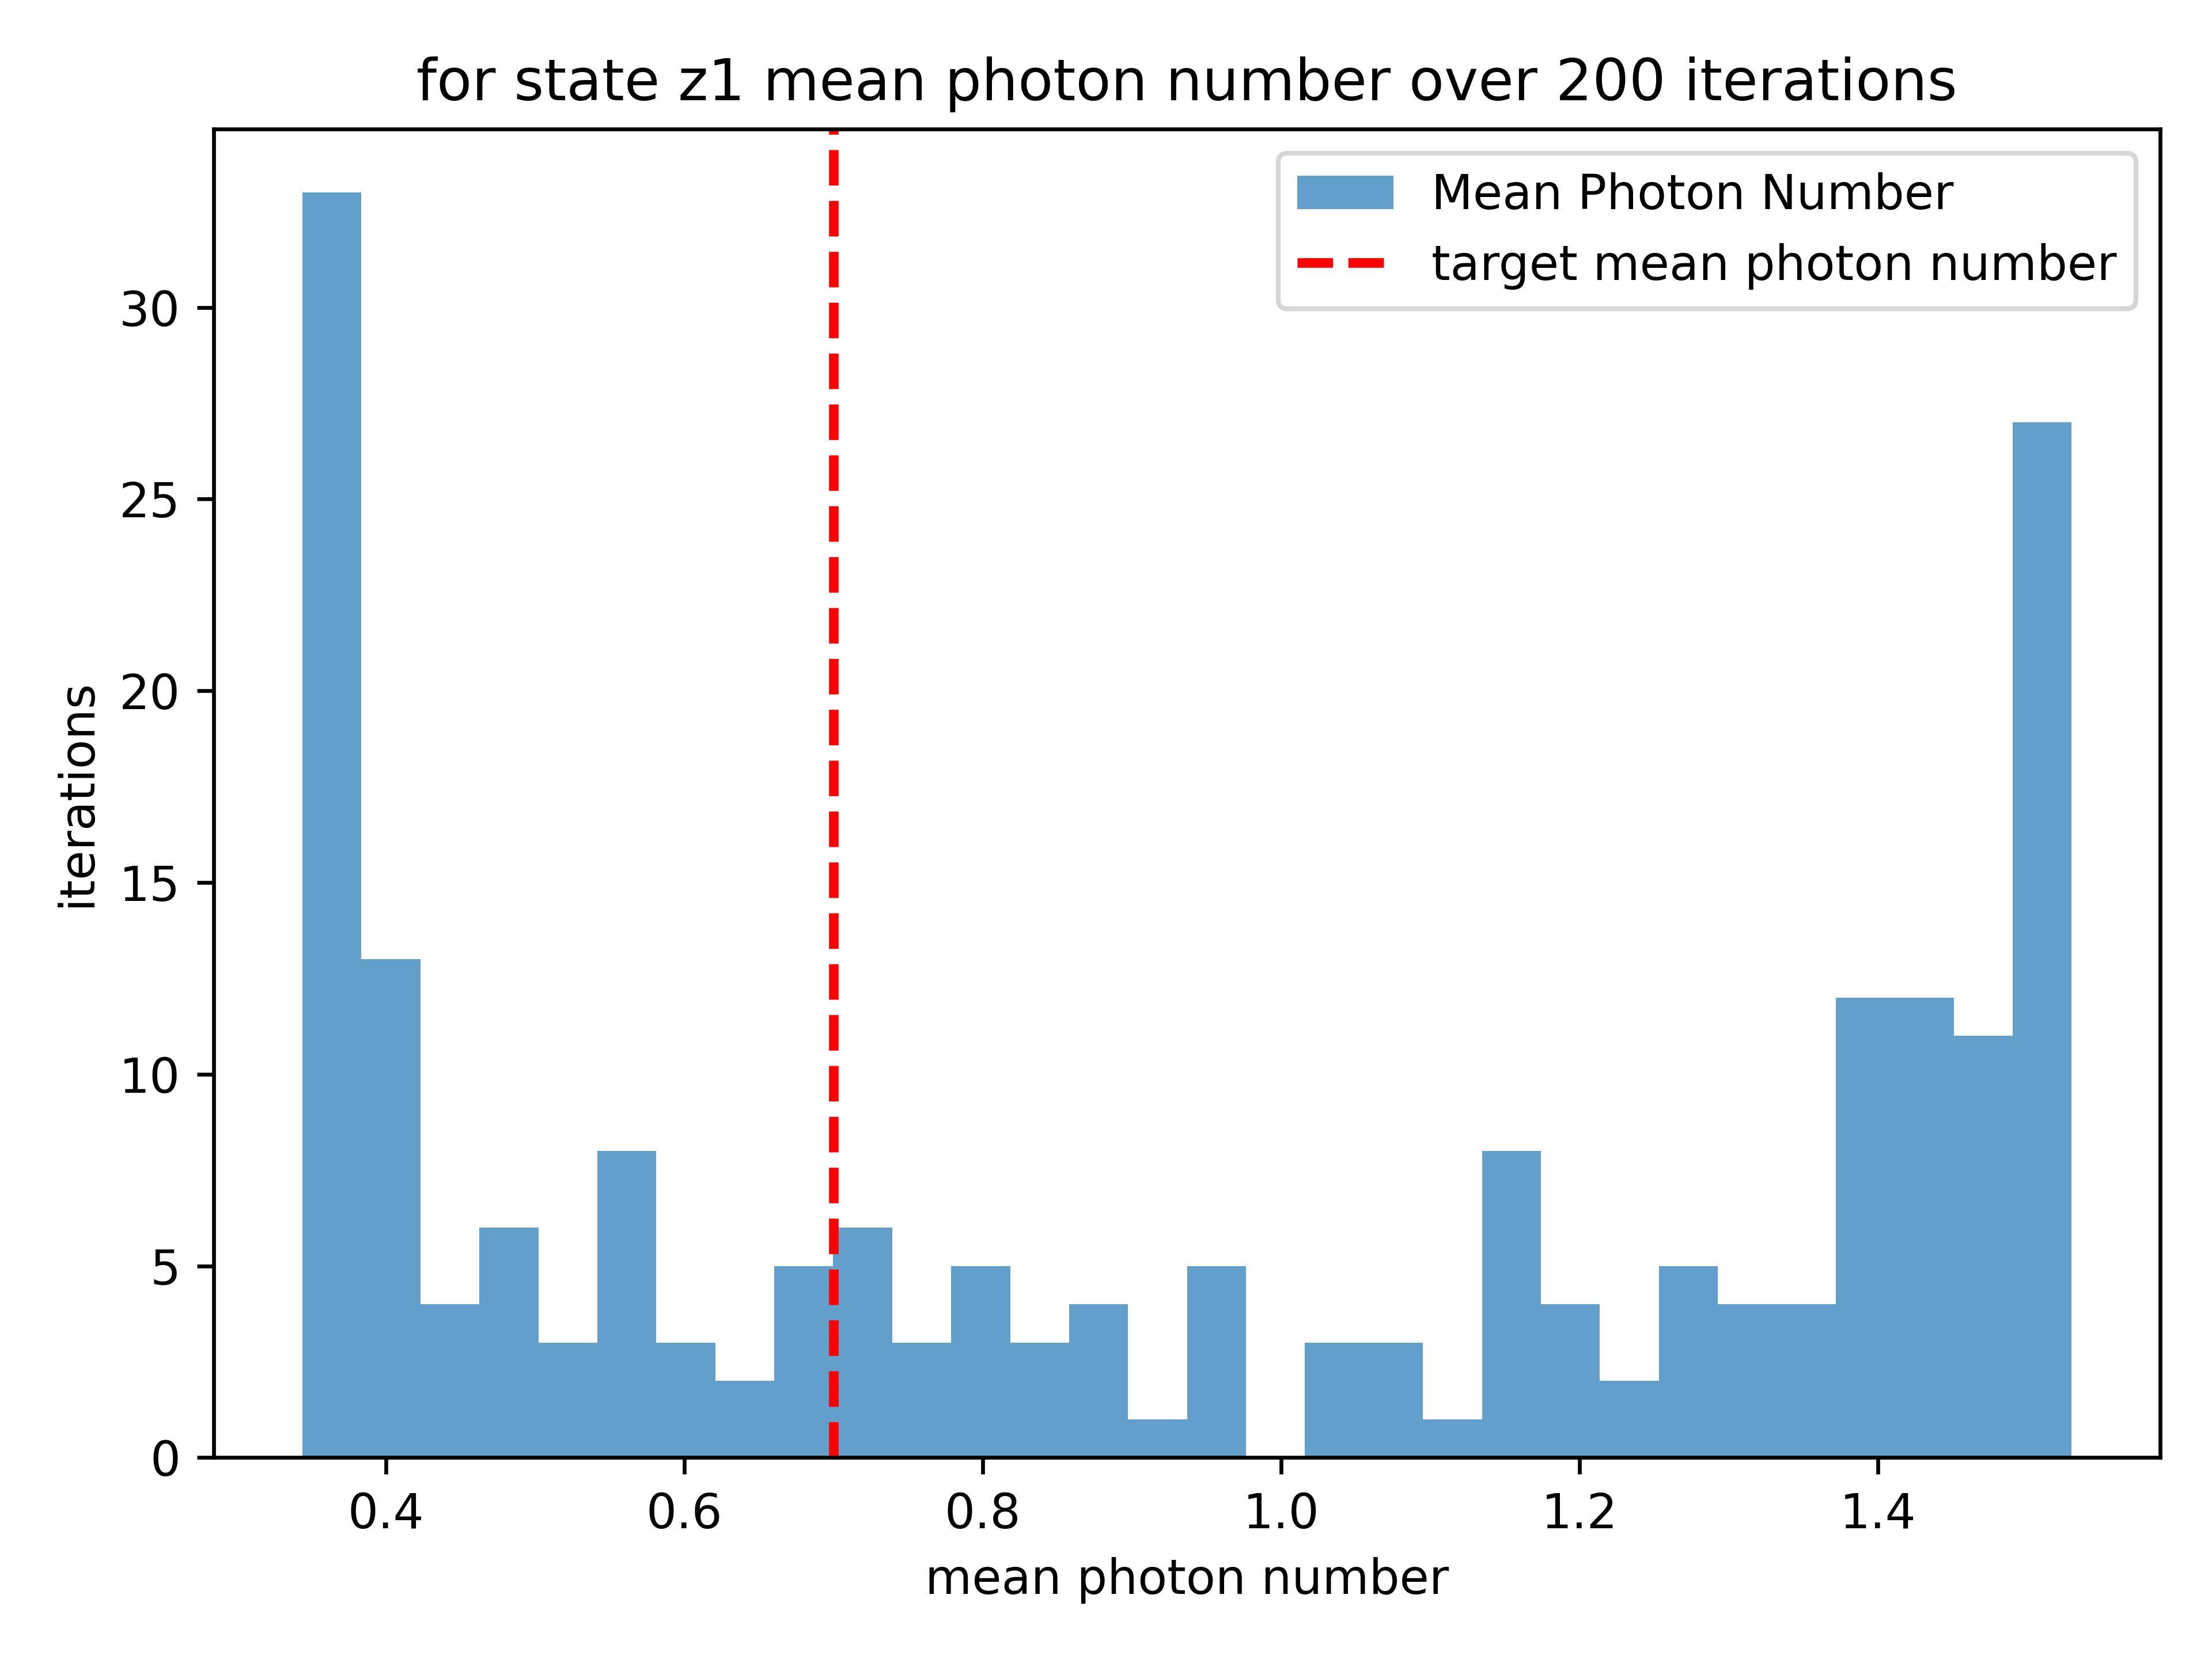 for state z1 mean photon number over 200 iterations
Mean Photon Number
target mean photon number
30
25
20
15
10
5
0
iterations
0.4 0.6 0.8 1.0 1.2 1.4
mean photon number